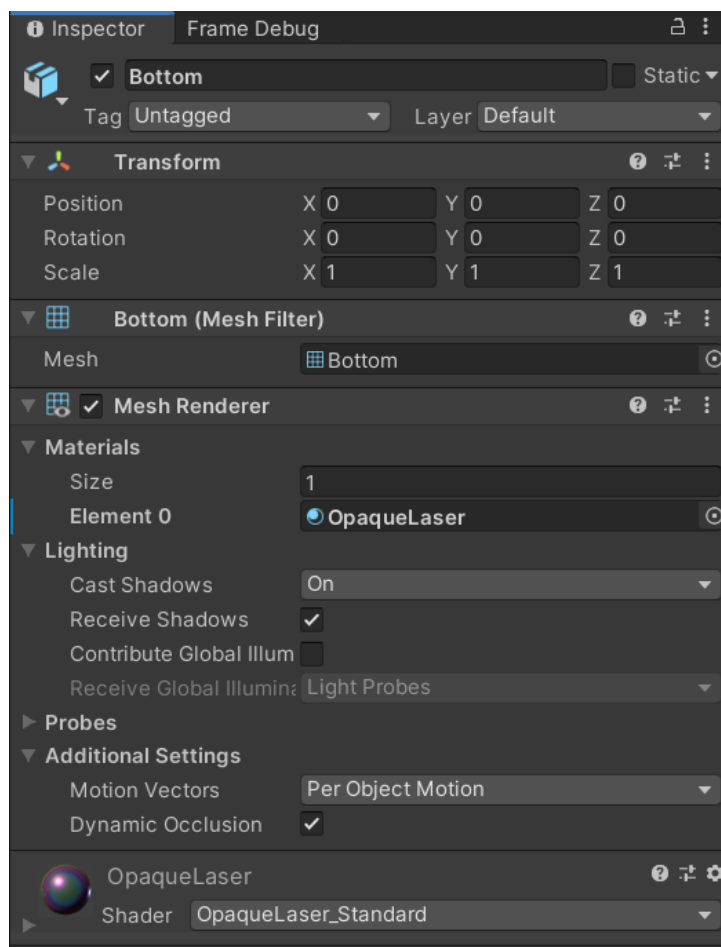 Inspector Frame Debug
Bottom Static
Tag Untagged Layer Default
Transform
Position X 0 Y 0 Z 0
Rotation X 0 Y 0 Z 0
Scale X 1 Y 1 Z 1
Bottom (Mesh Filter)
Mesh Bottom
Mesh Renderer
Materials
Size 1
Element 0 OpaqueLaser
Lighting
Cast Shadows On
Receive Shadows
Contribute Global Illum
Receive Global Illumina Light Probes
Probes
Additional Settings
Motion Vectors Per Object Motion
Dynamic Occlusion
OpaqueLaser
Shader OpaqueLaser_Standard